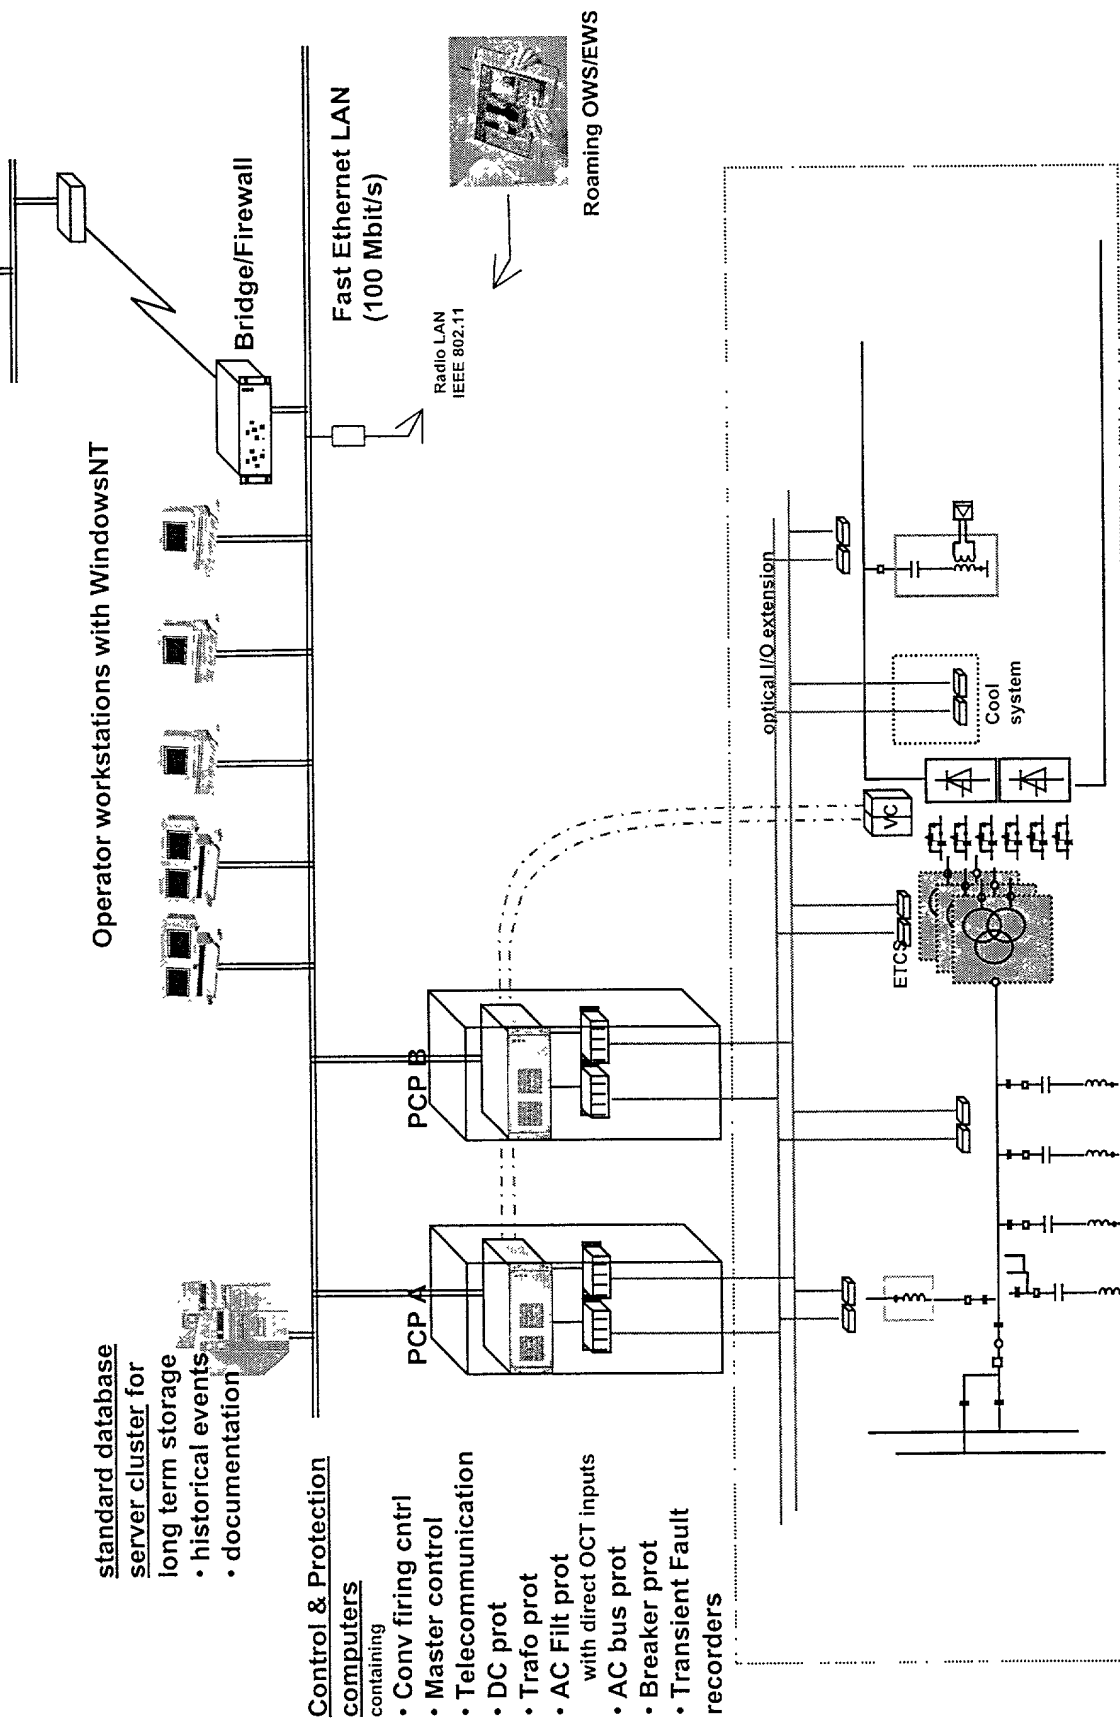 Operator workstations with WindowsNT
Bridge/Firewall
Fast Ethernet LAN
(100 Mbit/s)
Radio LAN
IEEE 802.11
Roaming OWS/EWS
standard database
server cluster for
long term storage
• historical events
• documentation
Control & Protection
computers
containing
• Conv firing cntrl
• Master control
• Telecommunication
• DC prot
• Trafo prot
• AC Filt prot
with direct OCT inputs
• AC bus prot
• Breaker prot
• Transient Fault
recorders
PCP A
PCP B
optical I/O extension
VC
ETCS
Cool
system